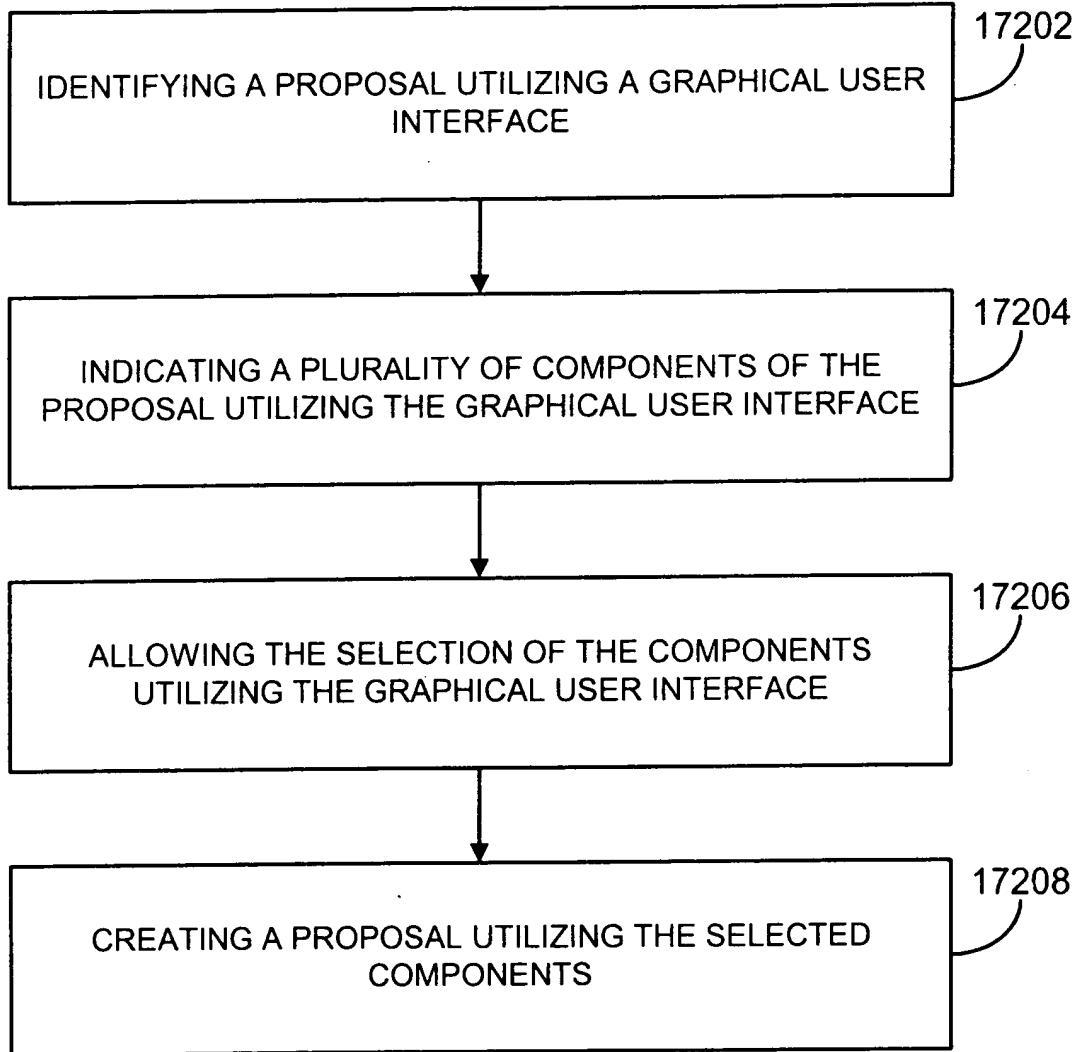 17202
IDENTIFYING A PROPOSAL UTILIZING A GRAPHICAL USER
INTERFACE
17204
INDICATING A PLURALITY OF COMPONENTS OF THE
PROPOSAL UTILIZING THE GRAPHICAL USER INTERFACE
17206
ALLOWING THE SELECTION OF THE COMPONENTS
UTILIZING THE GRAPHICAL USER INTERFACE
17208
CREATING A PROPOSAL UTILIZING THE SELECTED
COMPONENTS